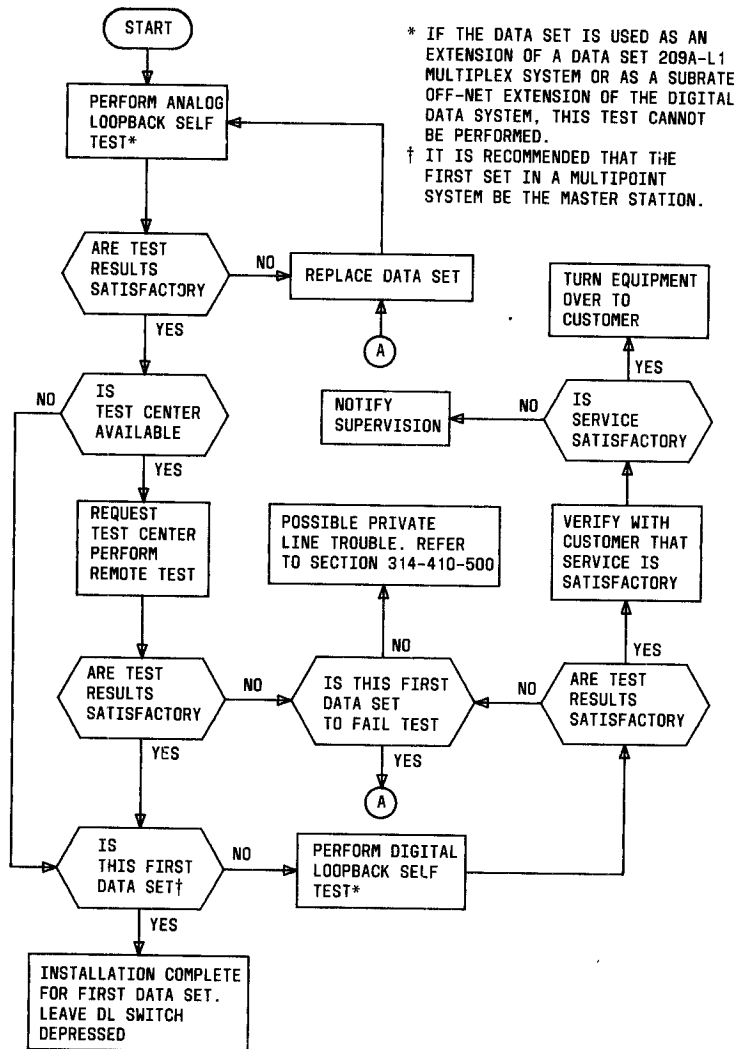 START
* IF THE DATA SET IS USED AS AN
EXTENSION OF A DATA SET 209A-L1
MULTIPLEX SYSTEM OR AS A SUBRATE
OFF-NET EXTENSION OF THE DIGITAL
DATA SYSTEM, THIS TEST CANNOT
BE PERFORMED.
† IT IS RECOMMENDED THAT THE
FIRST SET IN A MULTIPOINT
SYSTEM BE THE MASTER STATION.
PERFORM ANALOG
LOOPBACK SELF
TEST*
ARE TEST
RESULTS
SATISFACTORY
NO
REPLACE DATA SET
A
YES
TURN EQUIPMENT
OVER TO
CUSTOMER
YES
NO
IS
TEST CENTER
AVAILABLE
YES
NOTIFY
SUPERVISION
NO
IS
SERVICE
SATISFACTORY
REQUEST
TEST CENTER
PERFORM
REMOTE TEST
POSSIBLE PRIVATE
LINE TROUBLE. REFER
TO SECTION 314-410-500
VERIFY WITH
CUSTOMER THAT
SERVICE IS
SATISFACTORY
ARE TEST
RESULTS
SATISFACTORY
NO
YES
NO
IS THIS FIRST
DATA SET
TO FAIL TEST
YES
A
NO
YES
ARE TEST
RESULTS
SATISFACTORY
IS
THIS FIRST
DATA SET†
NO
YES
PERFORM DIGITAL
LOOPBACK SELF
TEST*
INSTALLATION COMPLETE
FOR FIRST DATA SET.
LEAVE DL SWITCH
DEPRESSED